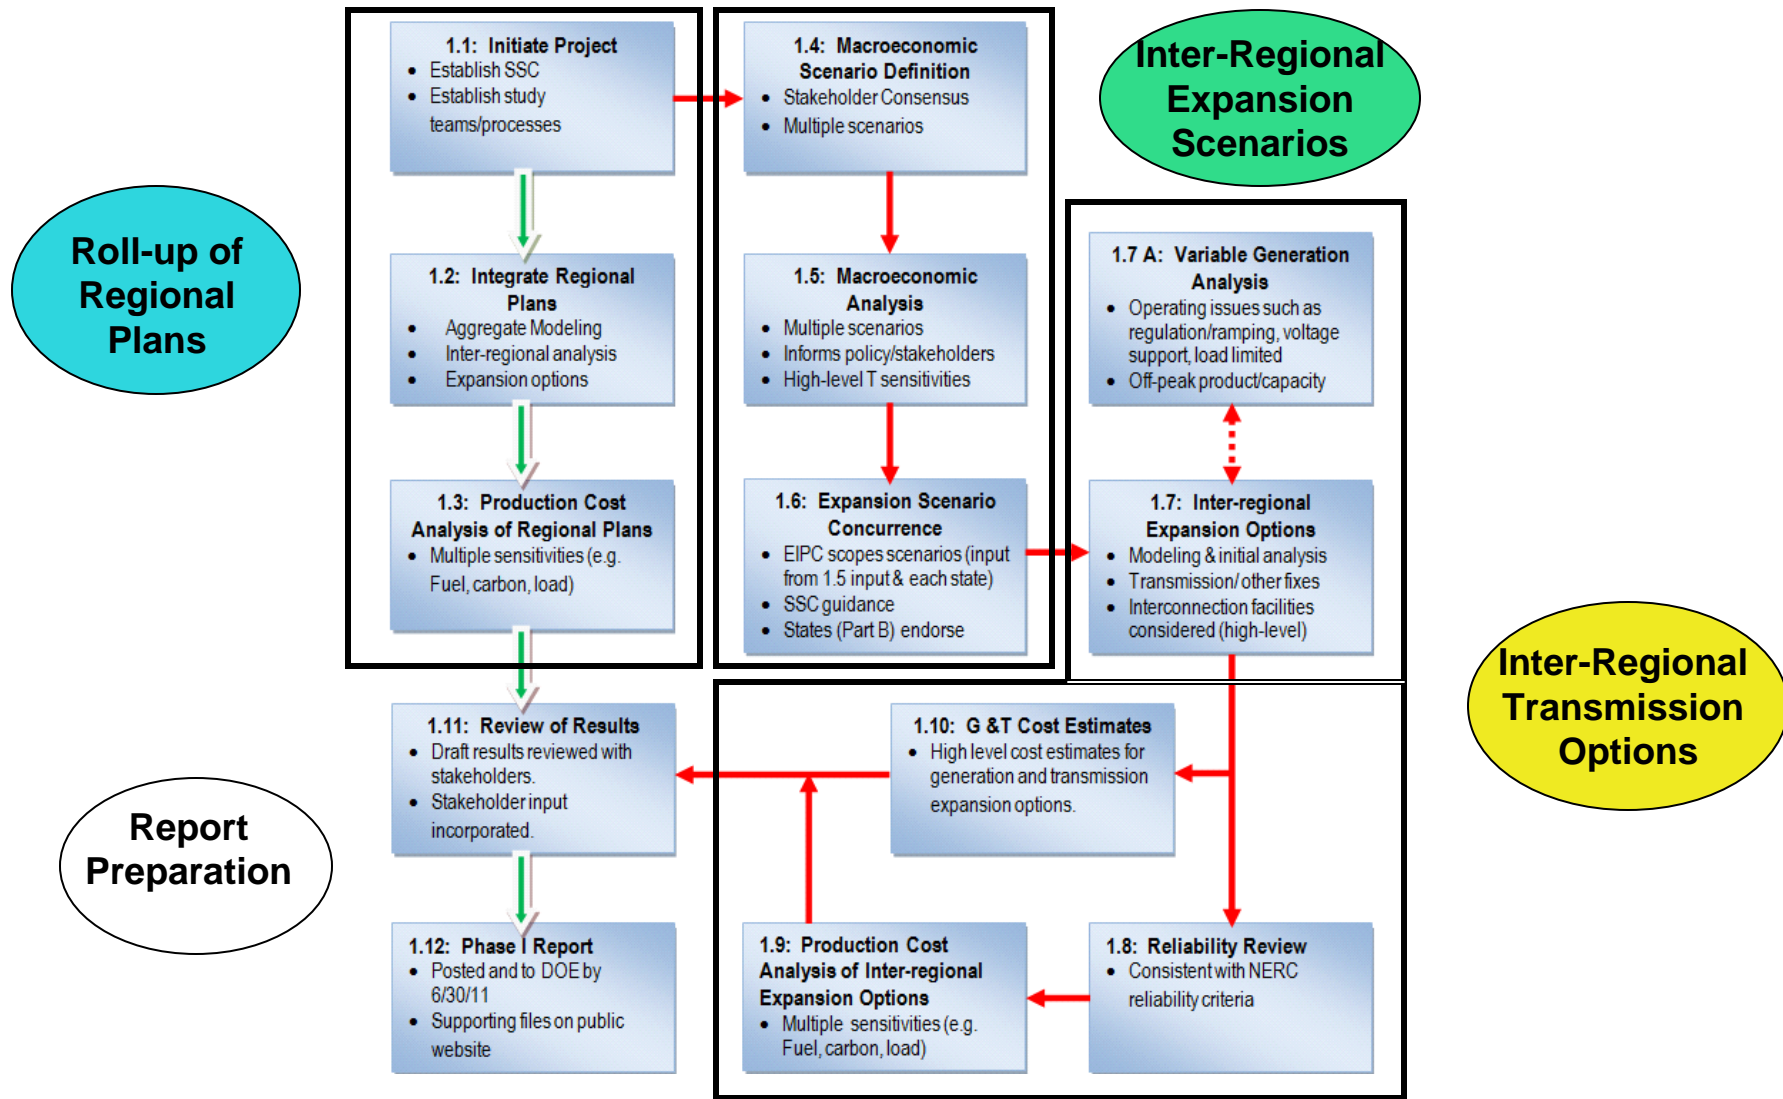 1.1: Initiate Project
• Establish SSC
• Establish study
teams/processes
1.4: Macroeconomic
Scenario Definition
• Stakeholder Consensus
• Multiple scenarios
Inter-Regional
Expansion
Scenarios
Roll-up of
Regional
Plans
1.2: Integrate Regional
Plans
• Aggregate Modeling
• Inter-regional analysis
• Expansion options
1.5: Macroeconomic
Analysis
• Multiple scenarios
• Informs policy/stakeholders
• High-level T sensitivities
1.7 A: Variable Generation
Analysis
• Operating issues such as
regulation/ramping, voltage
support, load limited
• Off-peak product/capacity
1.3: Production Cost
Analysis of Regional Plans
• Multiple sensitivities (e.g.
Fuel, carbon, load)
1.6: Expansion Scenario
Concurrence
• EIPC scopes scenarios (input
from 1.5 input & each state)
• SSC guidance
• States (Part B) endorse
1.7: Inter-regional
Expansion Options
• Modeling & initial analysis
• Transmission/ other fixes
• Interconnection facilities
considered (high-level)
Inter-Regional
Transmission
Options
1.11: Review of Results
• Draft results reviewed with
stakeholders.
• Stakeholder input
incorporated.
1.10: G &T Cost Estimates
• High level cost estimates for
generation and transmission
expansion options.
Report
Preparation
1.12: Phase I Report
• Posted and to DOE by
6/30/11
• Supporting files on public
website
1.9: Production Cost
Analysis of Inter-regional
Expansion Options
• Multiple sensitivities (e.g.
Fuel, carbon, load)
1.8: Reliability Review
• Consistent with NERC
reliability criteria